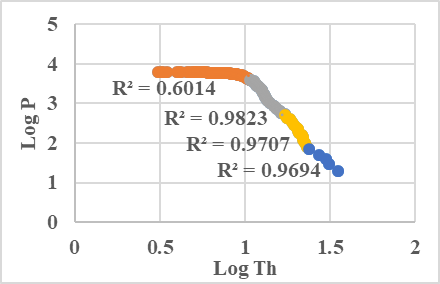 5
4
3
2
1
0
Log P
R² = 0.6014
R² = 0.9823
R² = 0.9707
R² = 0.9694
0 0.5 1 1.5 2
Log Th